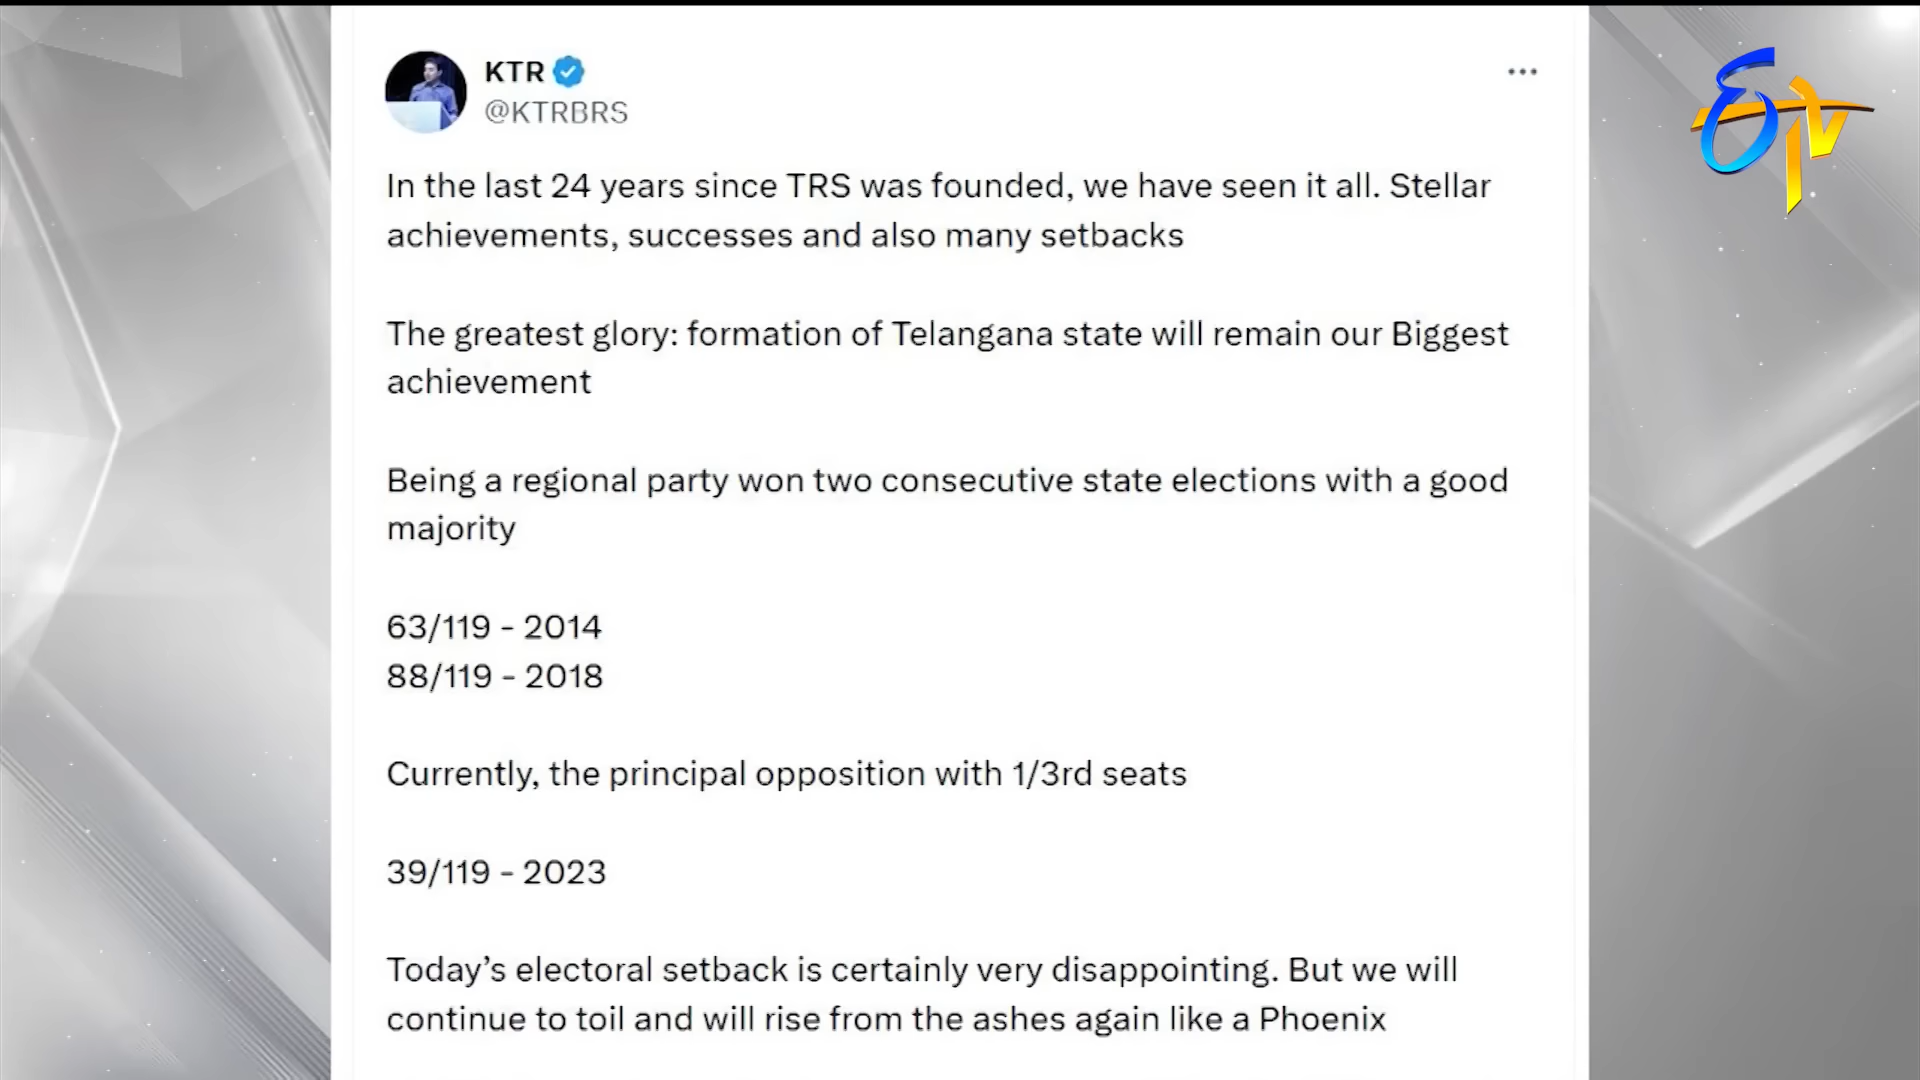 KTR
@KTRBRS
In the last 24 years since TRS was founded, we have seen it all. Stellar
achievements, successes and also many setbacks
The greatest glory: formation of Telangana state will remain our Biggest
achievement
Being a regional party won two consecutive state elections with a good
majority
63/119 - 2014
88/119 - 2018
Currently, the principal opposition with 1/3rd seats
39/119 - 2023
Today’s electoral setback is certainly very disappointing. But we will
continue to toil and will rise from the ashes again like a Phoenix
ETV